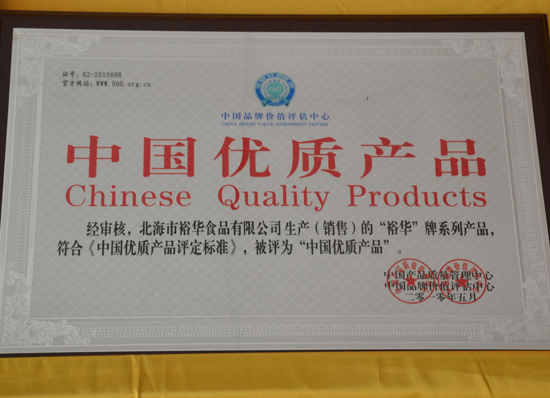 证号：82-2010608
官方网站：WWW.500.org.cn
中国品牌价值评估中心
CHINA BRAND VALUE ASSESSMENT CENTRE
中国优质产品
Chinese Quality Products
经审核，北海市裕华食品有限公司生产（销售）的“裕华”牌系列产品，
符合《中国优质产品评定标准》，被评为“中国优质产品”。
中国产品质量管理中心
中国品牌价值评估中心
二零一零年五月